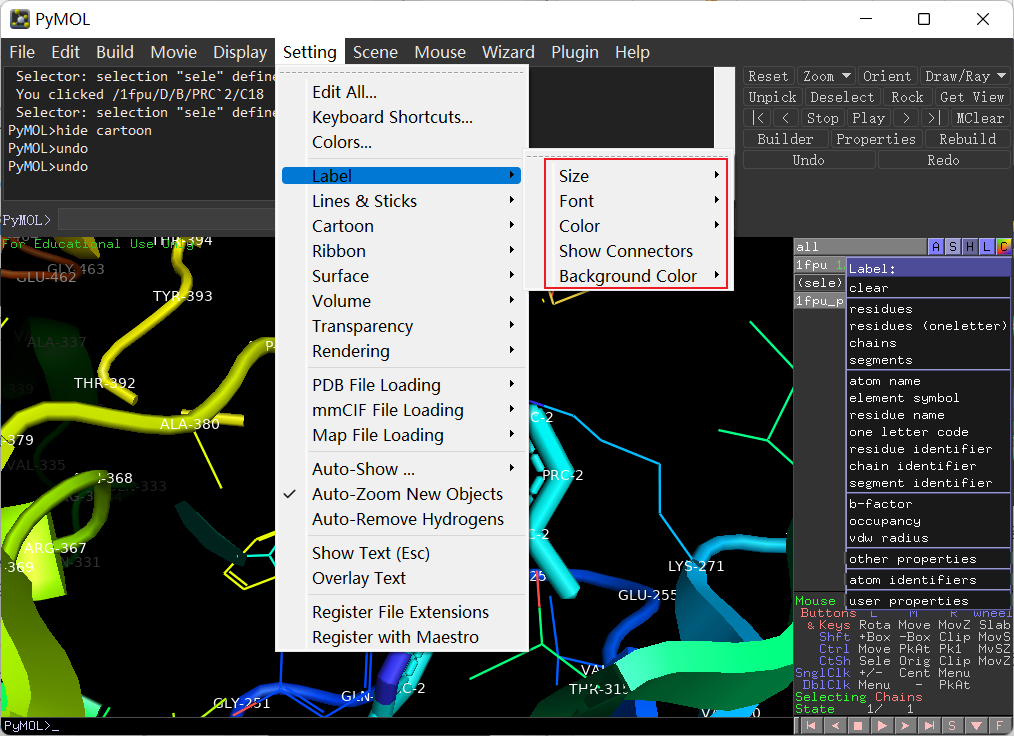 PyMOL
File Edit Build Movie Display Setting Scene Mouse Wizard Plugin Help
Selector: selection "sele" define
You clicked /1fpu/D/B/PRC`2/C18
Selector: selection "sele" define
PyMOL>hide cartoon
PyMOL>undo
PyMOL>undo
PyMOL>
For Educational Use Only
Edit All...
Keyboard Shortcuts...
Colors...
Label
Lines & Sticks
Cartoon
Ribbon
Surface
Volume
Transparency
Rendering
PDB File Loading
mmCIF File Loading
Map File Loading
Auto-Show ...
Auto-Zoom New Objects
Auto-Remove Hydrogens
Show Text (Esc)
Overlay Text
Register File Extensions
Register with Maestro
Size
Font
Color
Show Connectors
Background Color
Reset Zoom Orient Draw/Ray
Unpick Deselect Rock Get View
|< < Stop Play > >| MClear
Builder Properties Rebuild
Undo Redo
all A S H L C
1fpu 1
(sele)
1fpu_p
Label:
clear
residues
residues (oneletter)
chains
segments
atom name
element symbol
residue name
one letter code
residue identifier
chain identifier
segment identifier
b-factor
occupancy
vdw radius
other properties
atom identifiers
user properties
THR-394
GLY-463
GLU-462
TYR-393
ALA-337
THR-392
ALA-380
379
VAL-335
-368
-333
ARG-367
-369
-331
C-2
PRC-2
C-2
LYS-271
GLU-255
25
VAL
THR-315
GLY-251
GLN-
C-2
Mouse
Buttons L M R Wheel
& Keys Rota Move MovZ Slab
Shft +Box -Box Clip MovS
Ctrl Move PkAt Pk1 MvSZ
CtSh Sele Orig Clip MovZ
SnglClk +/- Cent Menu
DblClk Menu - PkAt
Selecting Chains
State 1/ 1
PyMOL>_
S F